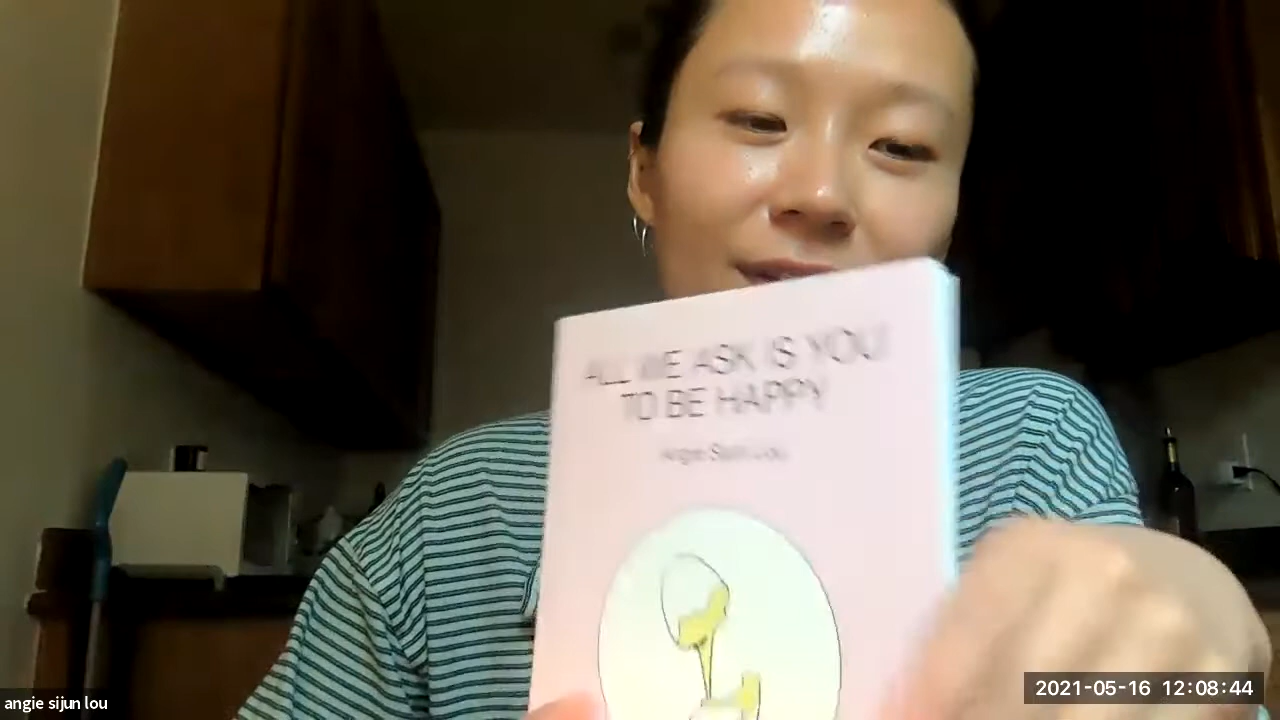 ALL WE ASK IS YOU
TO BE HAPPY
Angie Sijun Lou
angie sijun lou
2021-05-16 12:08:44